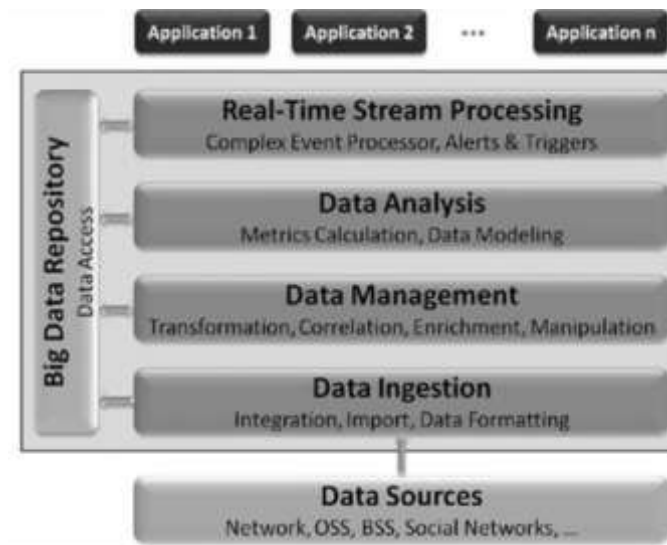 Application 1
Application 2
...
Application n
Big Data Repository
Data Access
Real-Time Stream Processing
Complex Event Processor, Alerts & Triggers
Data Analysis
Metrics Calculation, Data Modeling
Data Management
Transformation, Correlation, Enrichment, Manipulation
Data Ingestion
Integration, Import, Data Formatting
Data Sources
Network, OSS, BSS, Social Networks, ...